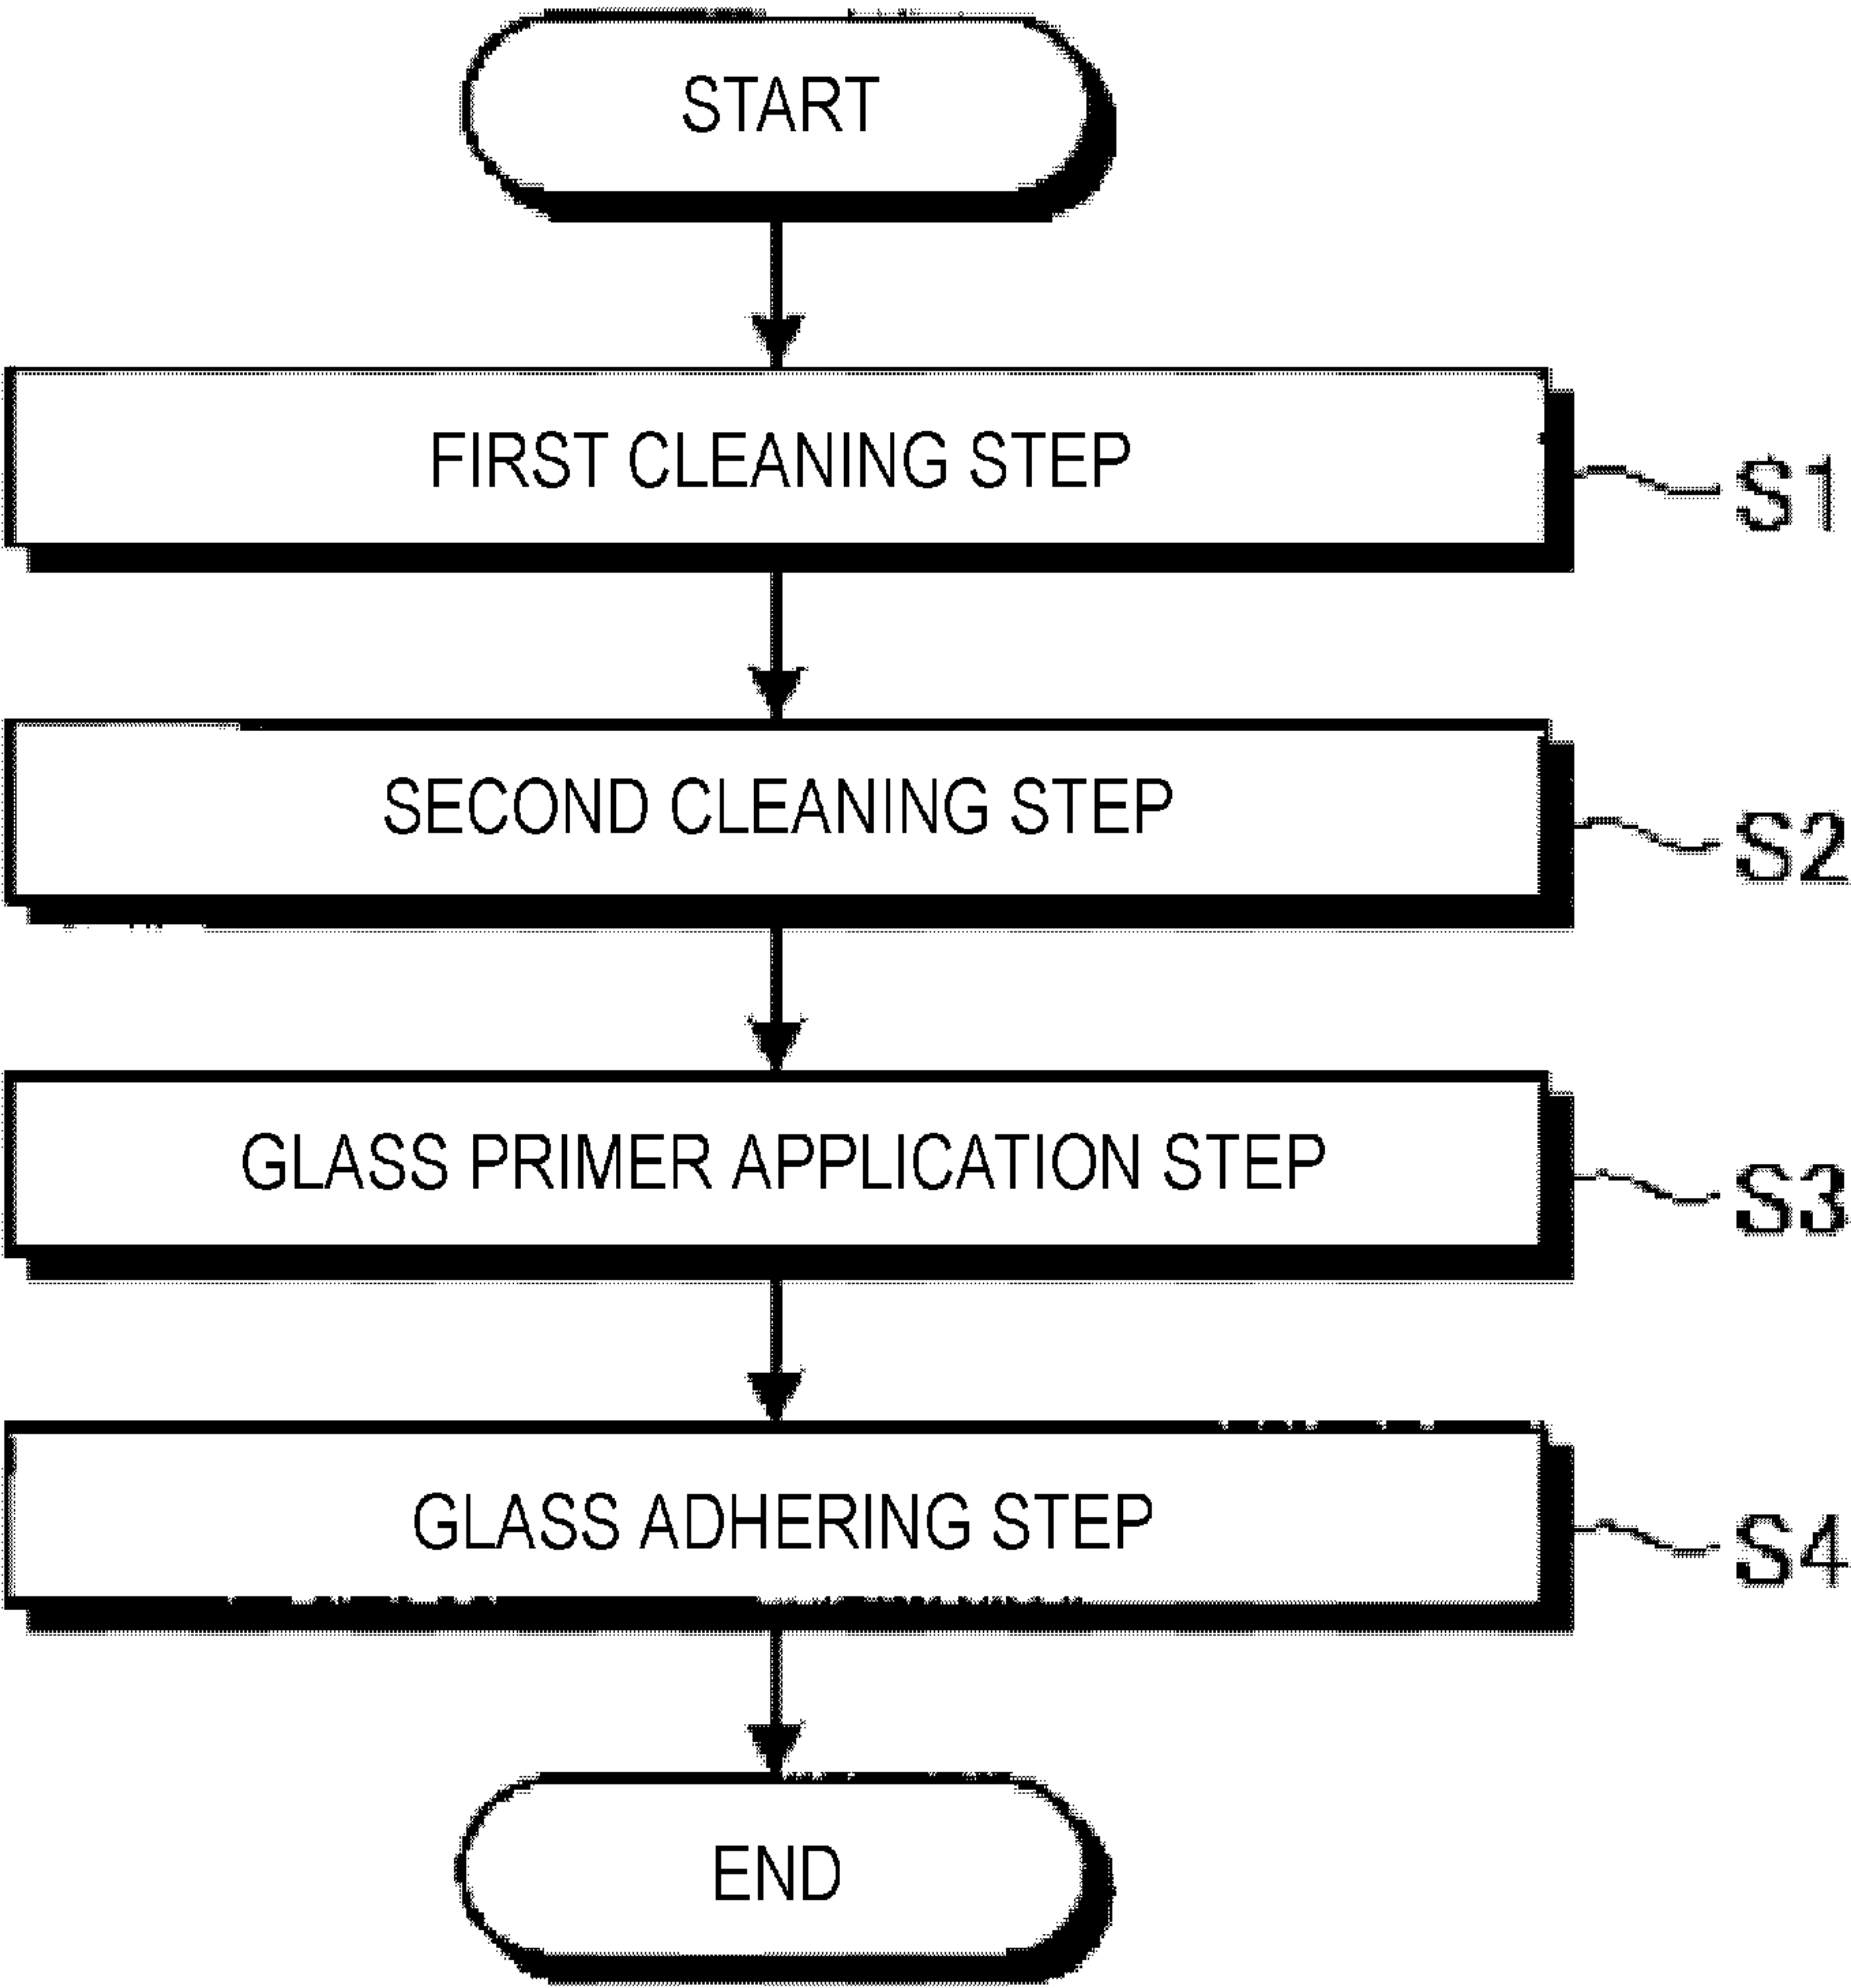 START
FIRST CLEANING STEP
S1
SECOND CLEANING STEP
S2
GLASS PRIMER APPLICATION STEP
S3
GLASS ADHERING STEP
S4
END